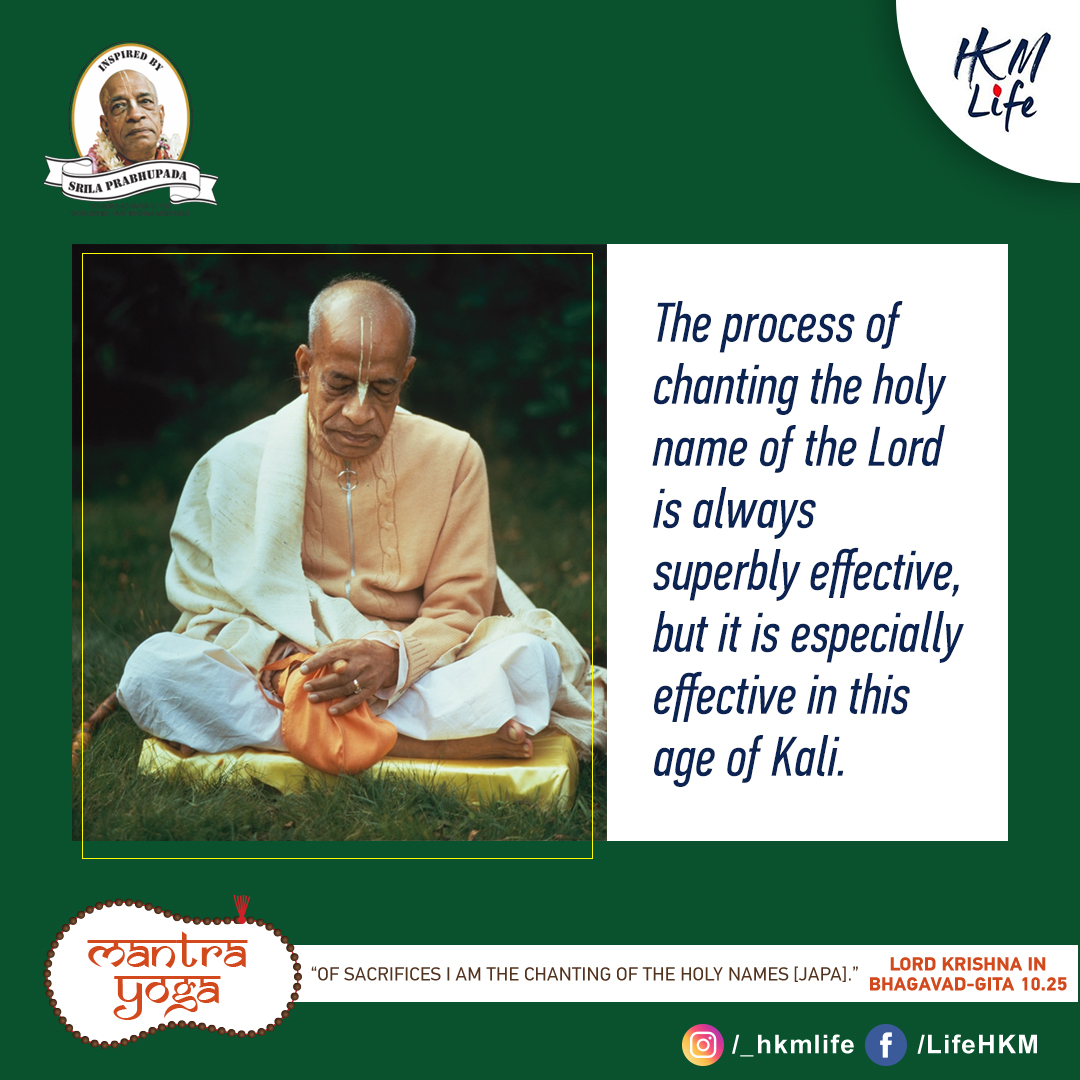 INSPIRED BY
SRILA PRABHUPADA
HKM
Life
The process of
chanting the holy
name of the Lord
is always
superbly effective,
but it is especially
effective in this
age of Kali.
mantra
yoga
“OF SACRIFICES I AM THE CHANTING OF THE HOLY NAMES [JAPA].”
LORD KRISHNA IN
BHAGAVAD-GITA 10.25
/_hkmlife
/LifeHKM